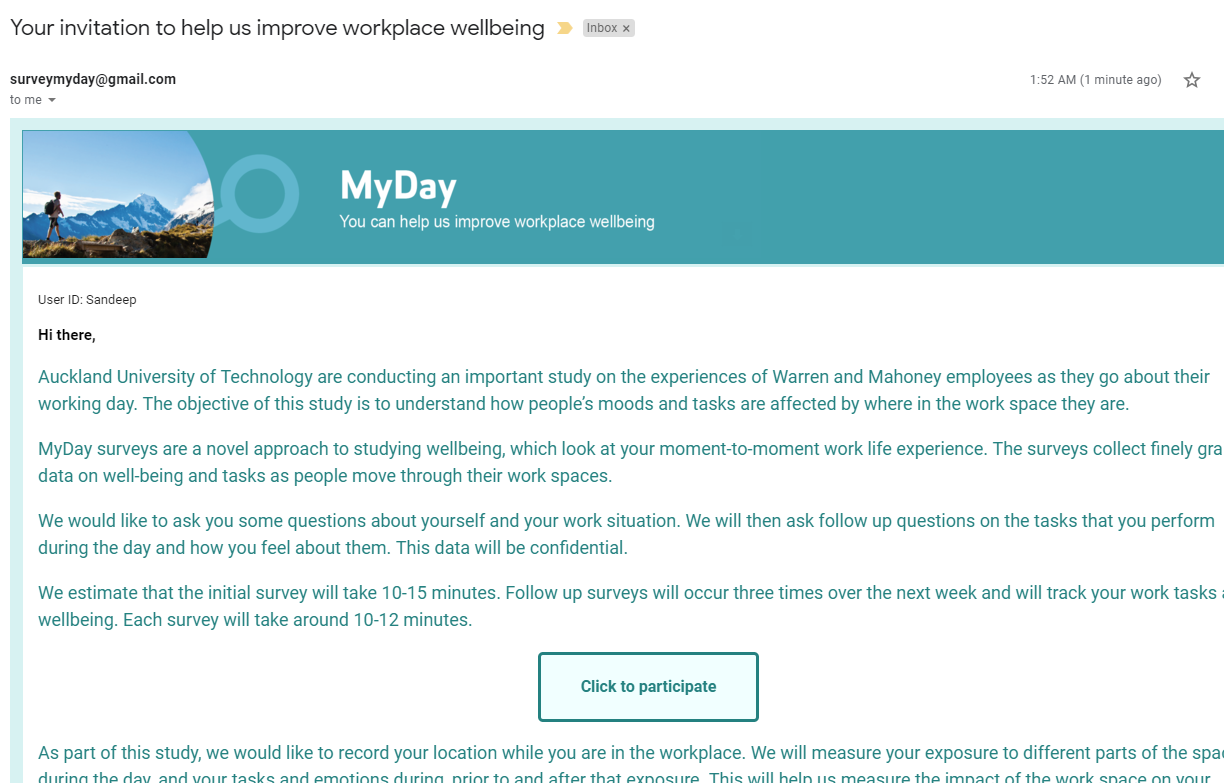 Your invitation to help us improve workplace wellbeing Inbox ×
surveymyday@gmail.com 1:52 AM (1 minute ago)
to me
MyDay
You can help us improve workplace wellbeing
User ID: Sandeep
Hi there,
Auckland University of Technology are conducting an important study on the experiences of Warren and Mahoney employees as they go about their
working day. The objective of this study is to understand how people’s moods and tasks are affected by where in the work space they are.
MyDay surveys are a novel approach to studying wellbeing, which look at your moment-to-moment work life experience. The surveys collect finely gra
data on well-being and tasks as people move through their work spaces.
We would like to ask you some questions about yourself and your work situation. We will then ask follow up questions on the tasks that you perform
during the day and how you feel about them. This data will be confidential.
We estimate that the initial survey will take 10-15 minutes. Follow up surveys will occur three times over the next week and will track your work tasks
wellbeing. Each survey will take around 10-12 minutes.
Click to participate
As part of this study, we would like to record your location while you are in the workplace. We will measure your exposure to different parts of the spac
during the day, and your tasks and emotions during, prior to and after that exposure. This will help us measure the impact of the work space on your